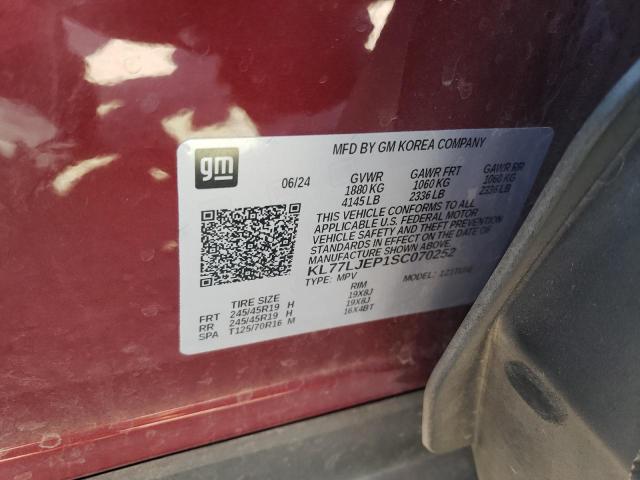 gm
MFD BY GM KOREA COMPANY
06/24 GVWR GAWR FRT GAWR RR
1880 KG 1060 KG 1060 KG
4145 LB 2336 LB 2336 LB
THIS VEHICLE CONFORMS TO ALL
APPLICABLE U.S. FEDERAL MOTOR
VEHICLE SAFETY AND THEFT PREVENTION
STANDARDS IN EFFECT ON THE DATE OF
MANUFACTURE SHOWN ABOVE.
KL77LJEP1SC070252
TYPE: MPV MODEL:
TIRE SIZE RIM
FRT 245/45R19 H 19X8J
RR 245/45R19 H 19X8J
SPA T125/70R16 M 16X4BT